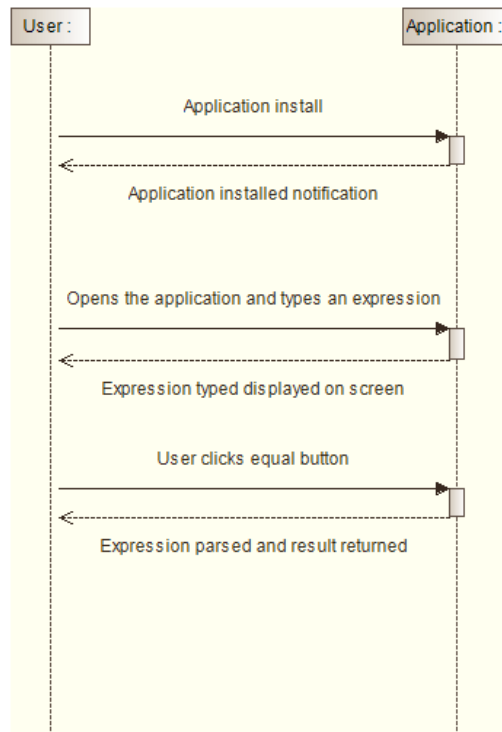 User :
Application :
Application install
Application installed notification
Opens the application and types an expression
Expression typed displayed on screen
User clicks equal button
Expression parsed and result returned